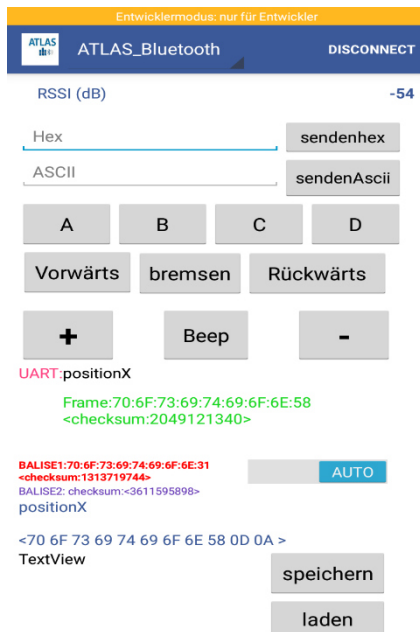 Entwicklermodus: nur für Entwickler
ATLAS
ATLAS_Bluetooth
DISCONNECT
RSSI (dB)
-54
Hex
sendenhex
ASCII
sendenAscii
A
B
C
D
Vorwärts
bremsen
Rückwärts
+
Beep
-
UART:positionX
Frame:70:6F:73:69:74:69:6F:6E:58
<checksum:2049121340>
BALISE1:70:6F:73:69:74:69:6F:6E:31
<checksum:1313719744>
AUTO
BALISE2: checksum:<3611595898>
positionX
<70 6F 73 69 74 69 6F 6E 58 0D 0A >
TextView
speichern
laden